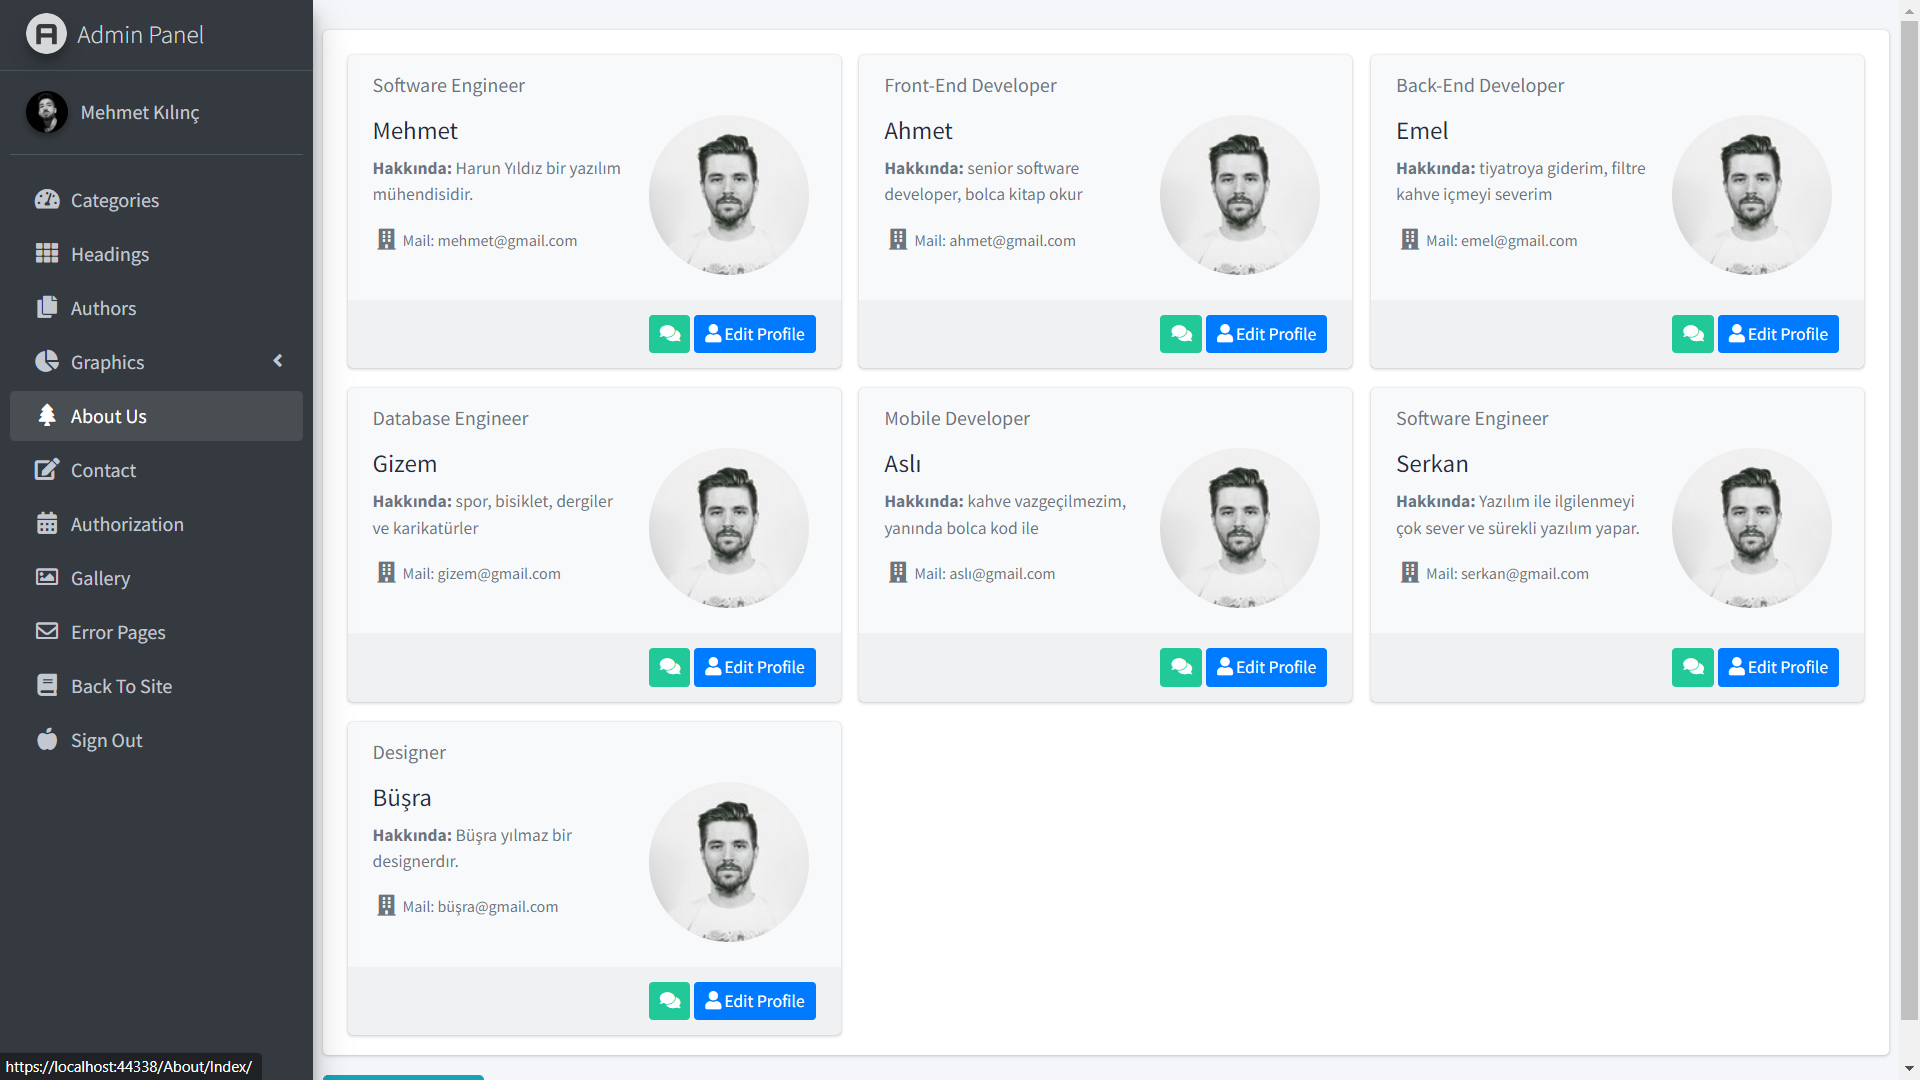 Admin Panel
Mehmet Kılınç
Categories
Headings
Authors
Graphics
About Us
Contact
Authorization
Gallery
Error Pages
Back To Site
Sign Out
Software Engineer
Mehmet
Hakkında: Harun Yıldız bir yazılım
mühendisidir.
Mail: mehmet@gmail.com
Edit Profile
Front-End Developer
Ahmet
Hakkında: senior software
developer, bolca kitap okur
Mail: ahmet@gmail.com
Edit Profile
Back-End Developer
Emel
Hakkında: tiyatroya giderim, filtre
kahve içmeyi severim
Mail: emel@gmail.com
Edit Profile
Database Engineer
Gizem
Hakkında: spor, bisiklet, dergiler
ve karikatürler
Mail: gizem@gmail.com
Edit Profile
Mobile Developer
Aslı
Hakkında: kahve vazgeçilmezim,
yanında bolca kod ile
Mail: aslı@gmail.com
Edit Profile
Software Engineer
Serkan
Hakkında: Yazılım ile ilgilenmeyi
çok sever ve sürekli yazılım yapar.
Mail: serkan@gmail.com
Edit Profile
Designer
Büşra
Hakkında: Büşra yılmaz bir
designerdır.
Mail: büşra@gmail.com
Edit Profile
https://localhost:44338/About/Index/